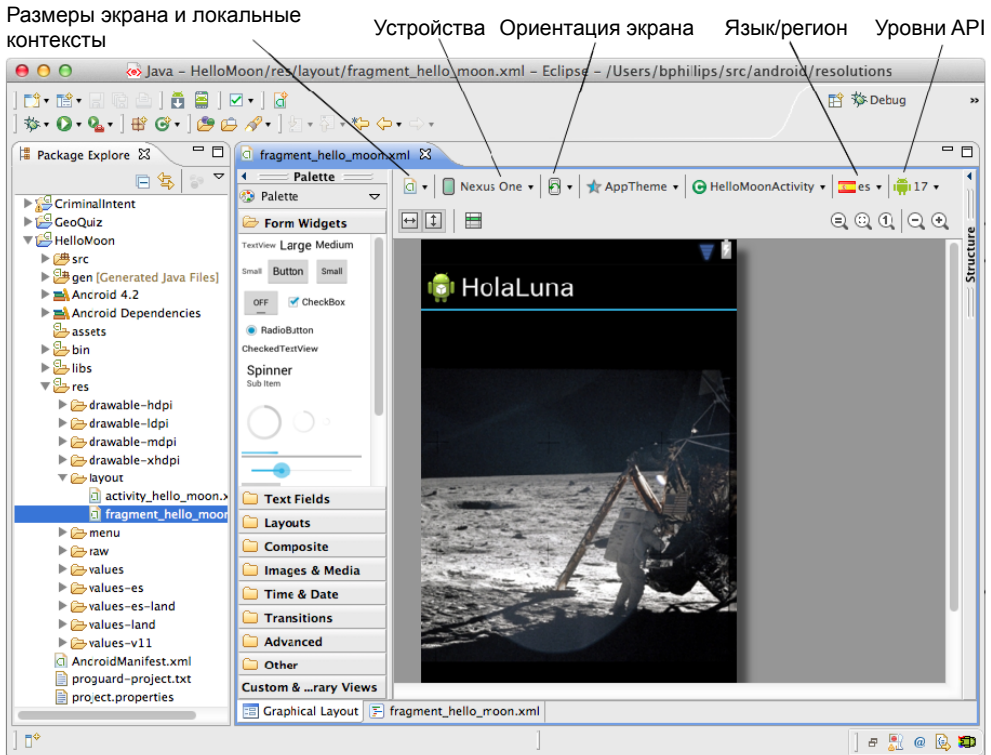 Размеры экрана и локальные
контексты
Устройства
Ориентация экрана
Язык/регион
Уровни API
Java – HelloMoon/res/layout/fragment_hello_moon.xml – Eclipse – /Users/bphillips/src/android/resolutions
Debug
»
Package Explore
fragment_hello_moon.xml
CriminalIntent
GeoQuiz
HelloMoon
src
gen [Generated Java Files]
Ancroid 4.2
Ancroid Dependencies
assets
bin
libs
res
drawable-hdpi
drawable-ldpi
drawable-mdpi
drawable-xhdpi
layout
activity_hello_moon.x
fragment_hello_moor
menu
raw
values
values-es
values-es-land
values-land
values-v11
AncroidManifest.xml
proguard-project.txt
project.properties
Palette
Palette
Form Widgets
TextView Large Medium
Small Button Small
OFF CheckBox
RadioButton
CheckedTextView
Spinner
Sub Item
Text Fields
Layouts
Composite
Images & Media
Time & Date
Transitions
Advanced
Other
Custom & ...rary Views
Nexus One
AppTheme
HelloMoonActivity
es
17
Structure
HolaLuna
Graphical Layout
fragment_hello_moon.xml